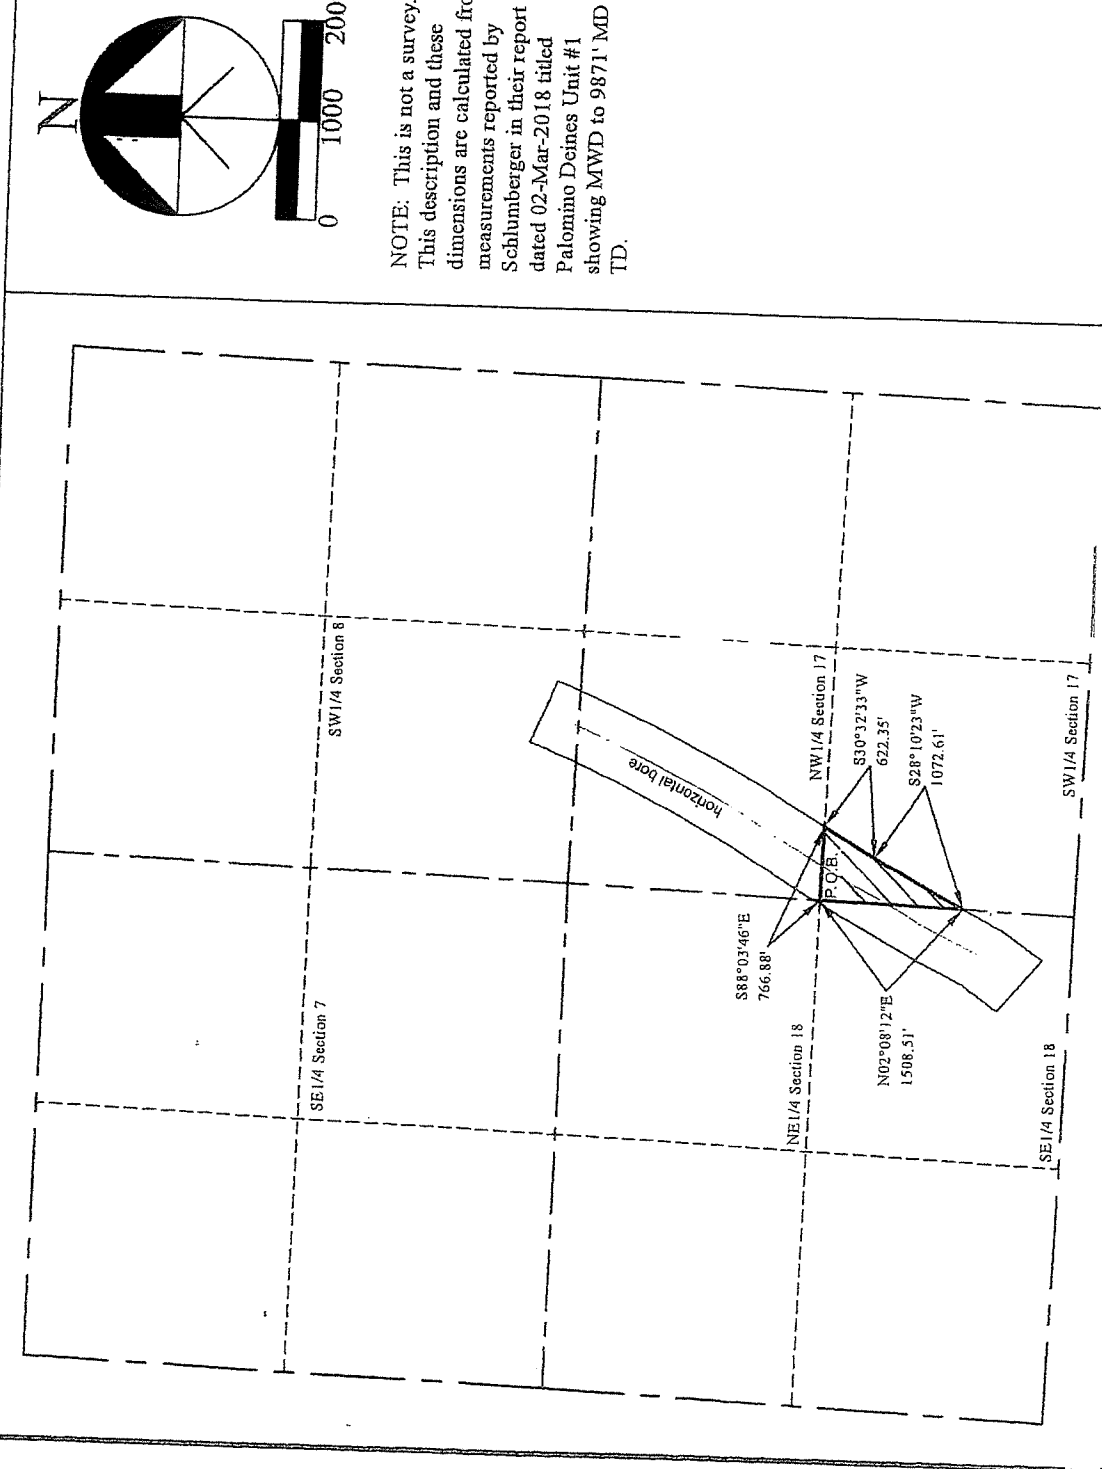 N
0
1000
200
NOTE: This is not a survey.
This description and these
dimensions are calculated fro
measurements reported by
Schlumberger in their report
dated 02-Mar-2018 titled
Palomino Deines Unit #1
showing MWD to 9871' MD
TD.
SW1/4 Section 8
SE1/4 Section 7
horizontal bore
NW1/4 Section 17
S30°32'33"W
622.35'
S28°10'23"W
1072.61'
P.O.B.
S88°03'46"E
766.88'
NE1/4 Section 18
N02°08'12"E
1508.51'
SW1/4 Section 17
SE1/4 Section 18